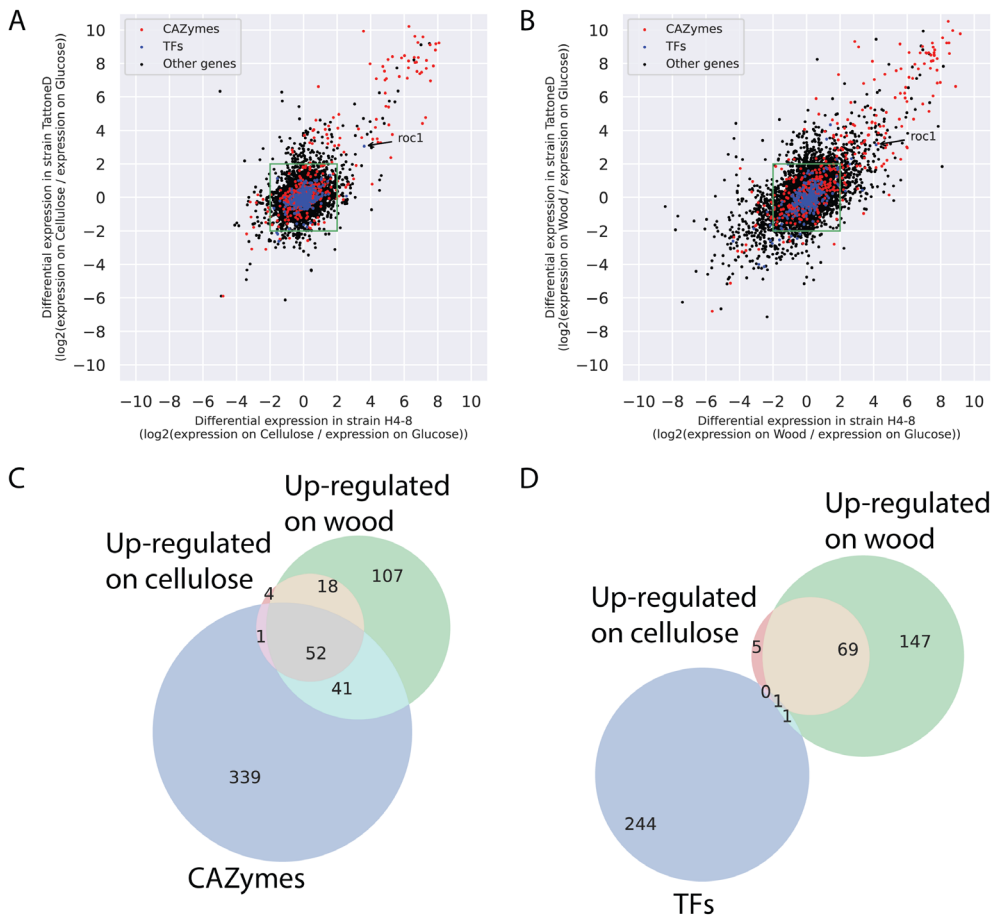 A
CAZymes
TFs
Other genes
roc1
10
8
6
4
2
0
−2
−4
−6
−8
−10
−10 −8 −6 −4 −2 0 2 4 6 8 10
Differential expression in strain TattoneD
(log2(expression on Cellulose / expression on Glucose))
Differential expression in strain H4-8
(log2(expression on Cellulose / expression on Glucose))
B
CAZymes
TFs
Other genes
roc1
10
8
6
4
2
0
−2
−4
−6
−8
−10
−10 −8 −6 −4 −2 0 2 4 6 8 10
Differential expression in strain TattoneD
(log2(expression on Wood / expression on Glucose))
Differential expression in strain H4-8
(log2(expression on Wood / expression on Glucose))
C
Up-regulated
on wood
Up-regulated
on cellulose
107
18
4
1
52
41
339
CAZymes
D
Up-regulated
on wood
Up-regulated
on cellulose
147
69
5
0
1
1
244
TFs